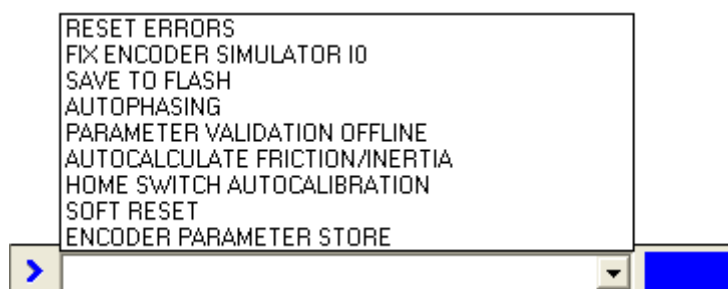 RESET ERRORS
FIX ENCODER SIMULATOR I0
SAVE TO FLASH
AUTOPHASING
PARAMETER VALIDATION OFFLINE
AUTOCALCULATE FRICTION/INERTIA
HOME SWITCH AUTOCALIBRATION
SOFT RESET
ENCODER PARAMETER STORE